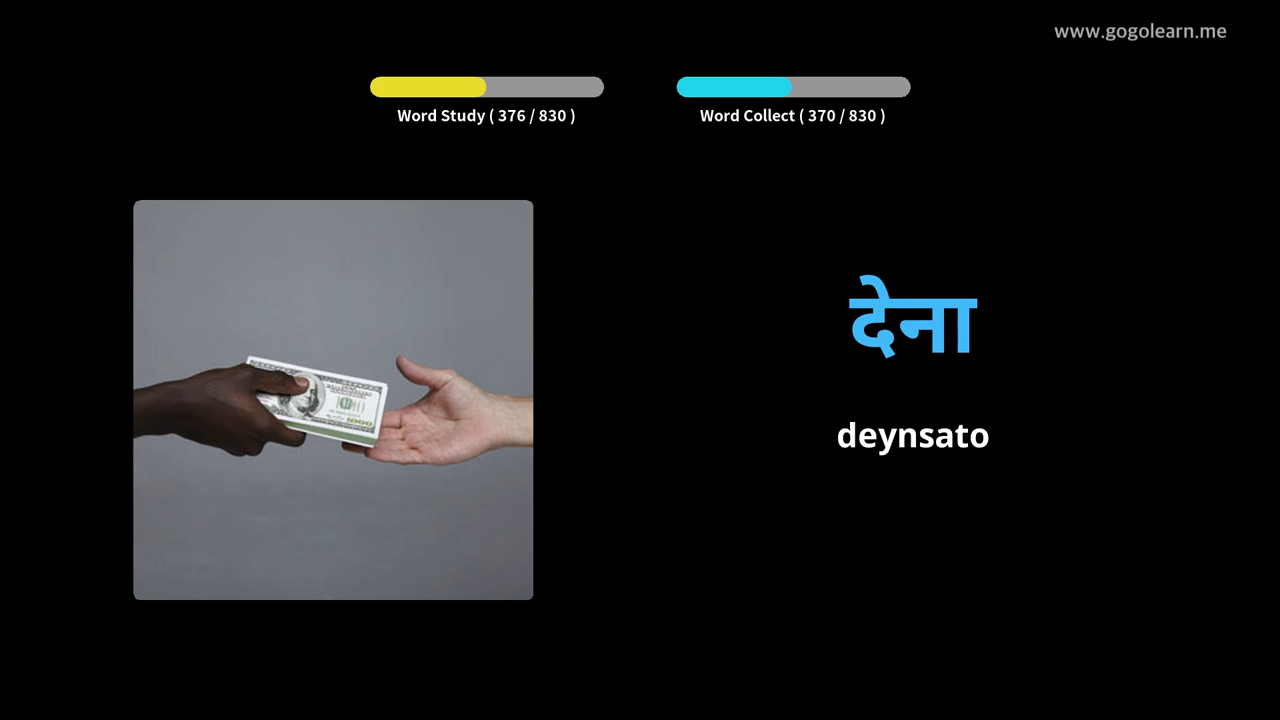 www.gogolearn.me
Word Study ( 376 / 830 )
Word Collect ( 370 / 830 )
देना
deynsato